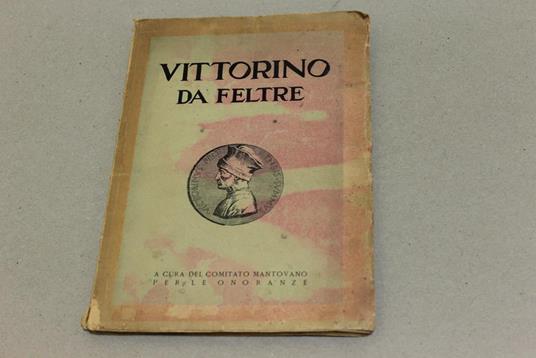 VITTORINO
DA FELTRE
A CURA DEL COMITATO MANTOVANO
PER LE ONORANZE